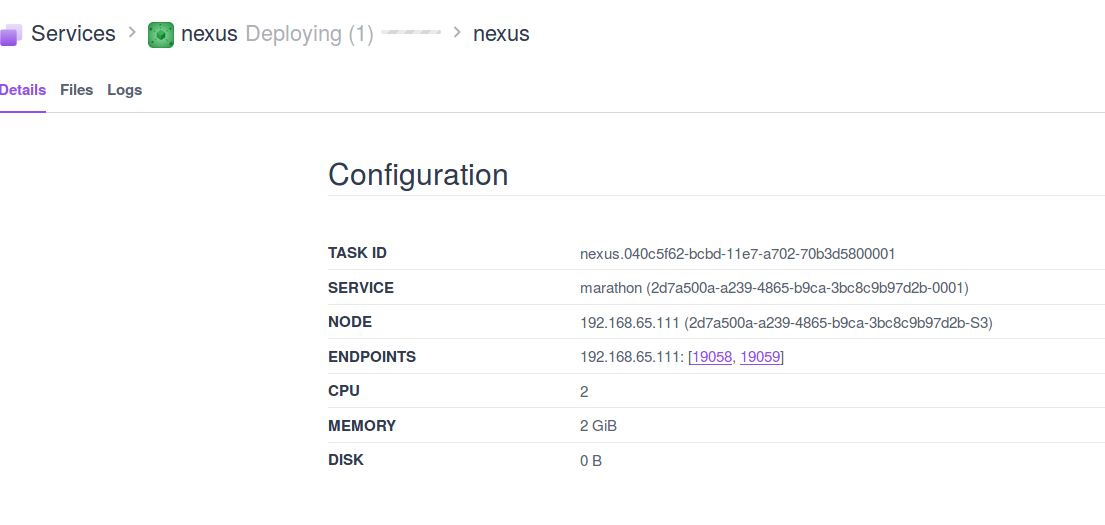 Services > nexus Deploying (1) > nexus
Details Files Logs
Configuration
TASK ID nexus.040c5f62-bcbd-11e7-a702-70b3d5800001
SERVICE marathon (2d7a500a-a239-4865-b9ca-3bc8c9b97d2b-0001)
NODE 192.168.65.111 (2d7a500a-a239-4865-b9ca-3bc8c9b97d2b-S3)
ENDPOINTS 192.168.65.111: [19058, 19059]
CPU 2
MEMORY 2 GiB
DISK 0 B